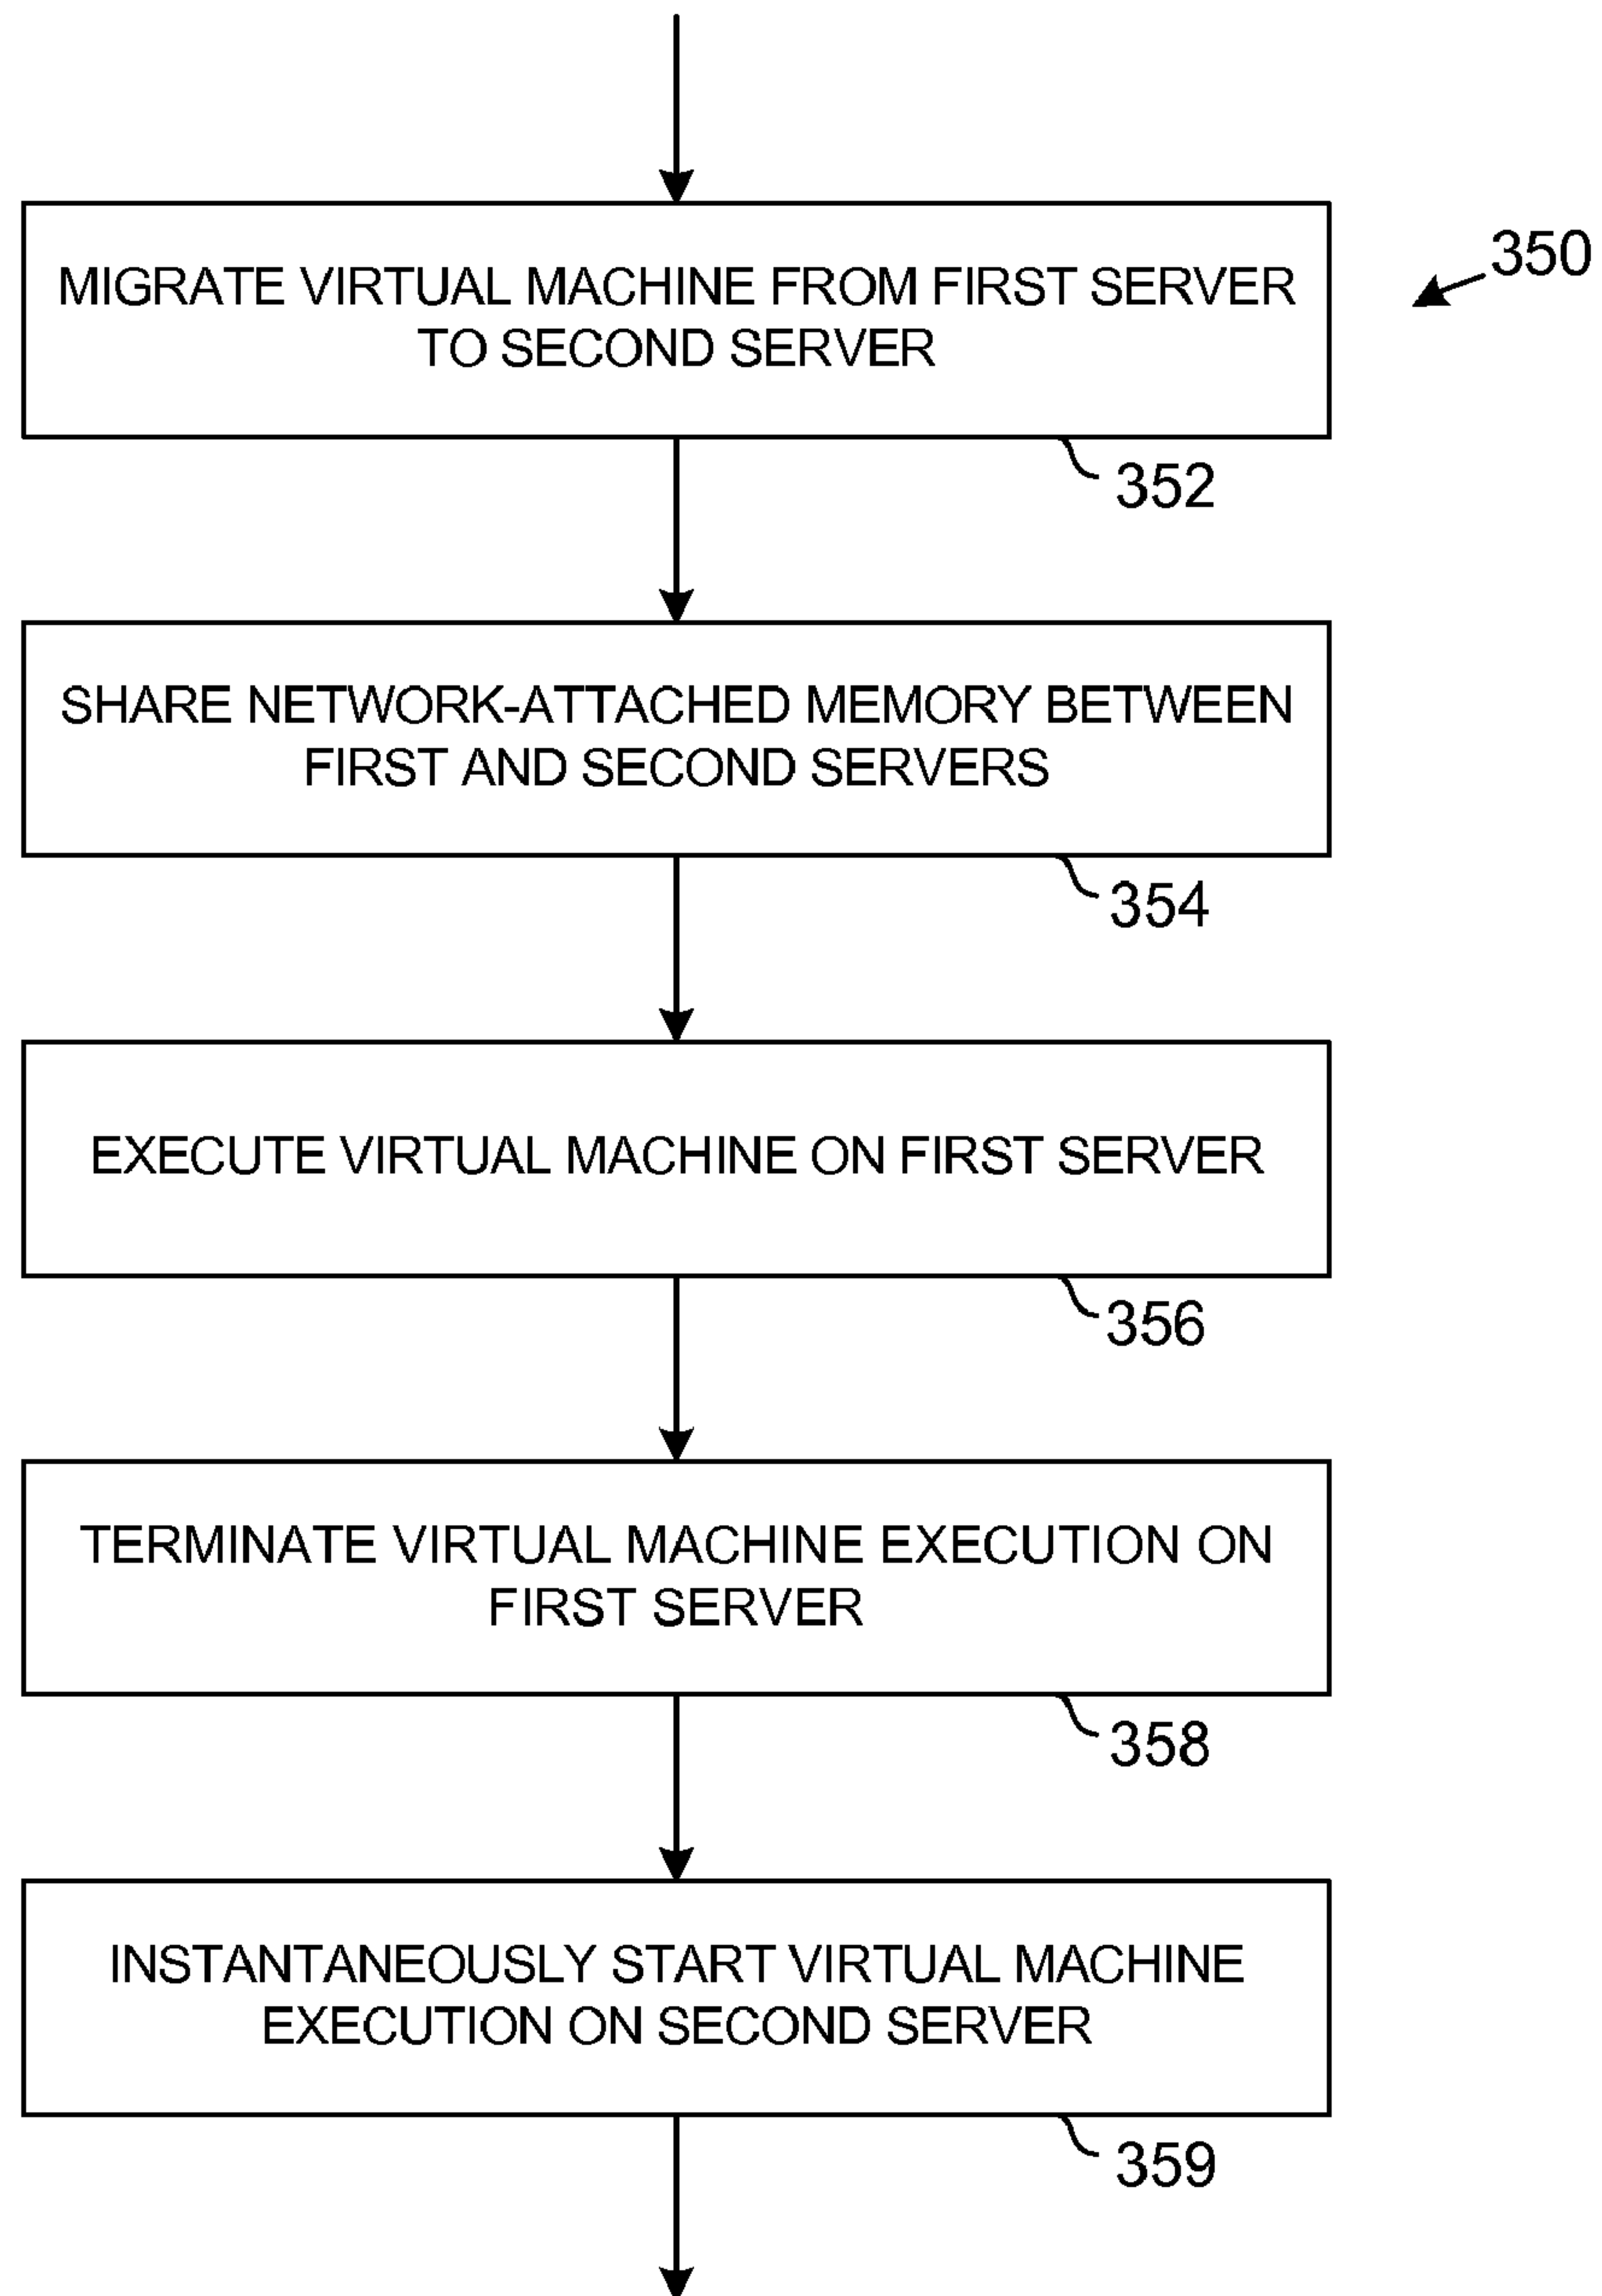 MIGRATE VIRTUAL MACHINE FROM FIRST SERVER
TO SECOND SERVER
350
352
SHARE NETWORK-ATTACHED MEMORY BETWEEN
FIRST AND SECOND SERVERS
354
EXECUTE VIRTUAL MACHINE ON FIRST SERVER
356
TERMINATE VIRTUAL MACHINE EXECUTION ON
FIRST SERVER
358
INSTANTANEOUSLY START VIRTUAL MACHINE
EXECUTION ON SECOND SERVER
359